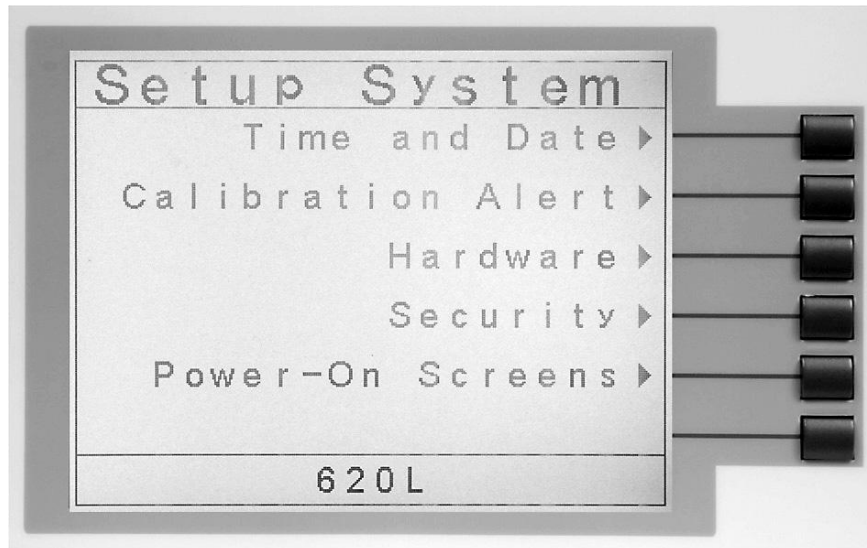 Setup System
Time and Date
Calibration Alert
Hardware
Security
Power-On Screens
620L